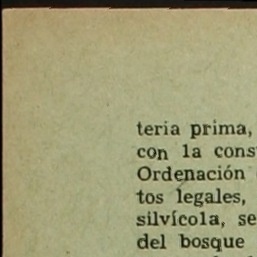 teria prima,
con la cons
Ordenación
tos legales,
silvícola, se
del bosque